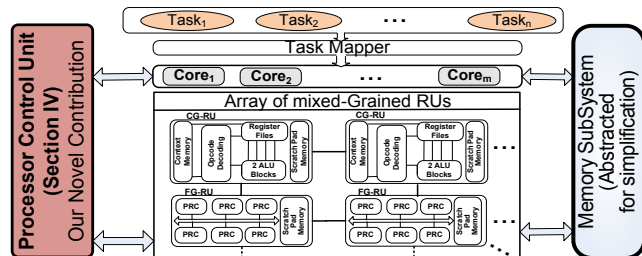 Task1 Task2 ... Taskn
Task Mapper
Core1 Core2 ... Corem
Processor Control Unit
(Section IV)
Our Novel Contribution
Array of mixed-Grained RUs
CG-RU
Context
Memory
Opcode
Decoding
Register
Files
2 ALU
Blocks
Scratch Pad
Memory
CG-RU
Context
Memory
Opcode
Decoding
Register
Files
2 ALU
Blocks
Scratch Pad
Memory
...
FG-RU
PRC PRC PRC
PRC PRC PRC
Scratch
Pad
Memory
FG-RU
PRC PRC PRC
PRC PRC PRC
Scratch
Pad
Memory
...
Memory SubSystem
(Abstracted
for simplification)